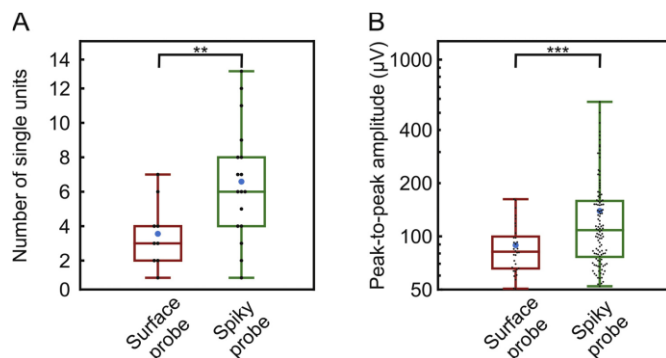 A
Number of single units
14
12
10
8
6
4
2
0
**
Surface
probe
Spiky
probe
B
Peak-to-peak amplitude (µV)
1000
400
200
100
50
***
Surface
probe
Spiky
probe